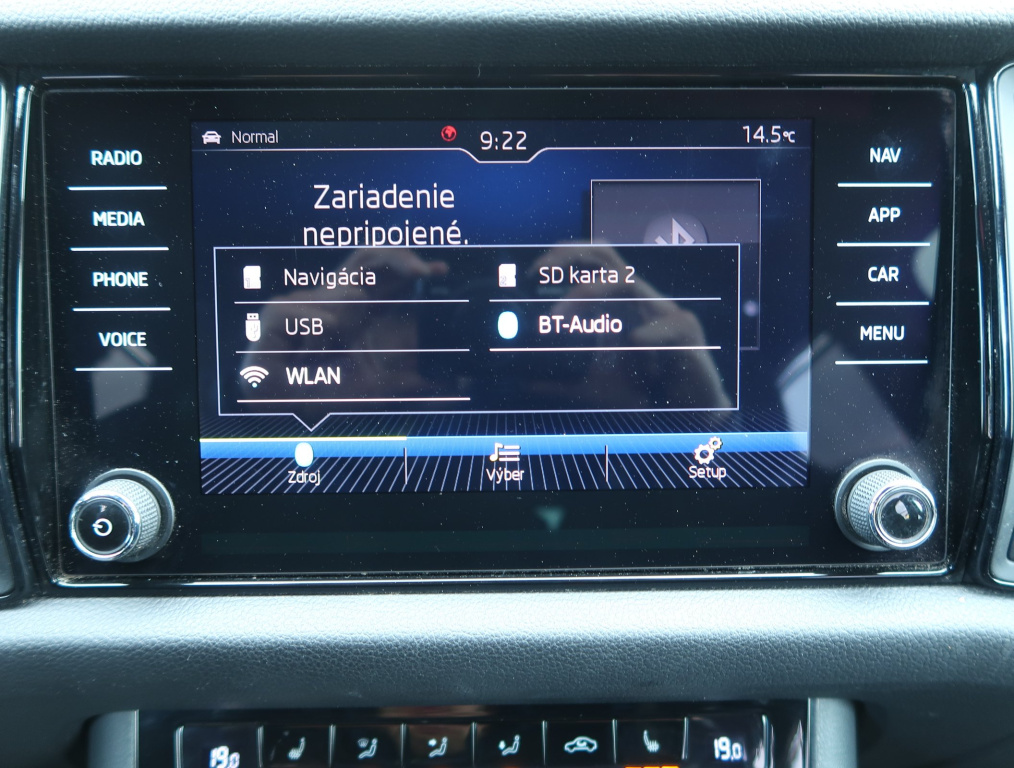 Normal
9:22
14.5°C
RADIO
MEDIA
PHONE
VOICE
Zariadenie
nepripojené.
Navigácia
SD karta 2
USB
BT-Audio
WLAN
Zdroj
Výber
Setup
NAV
APP
CAR
MENU
19.0
19.0